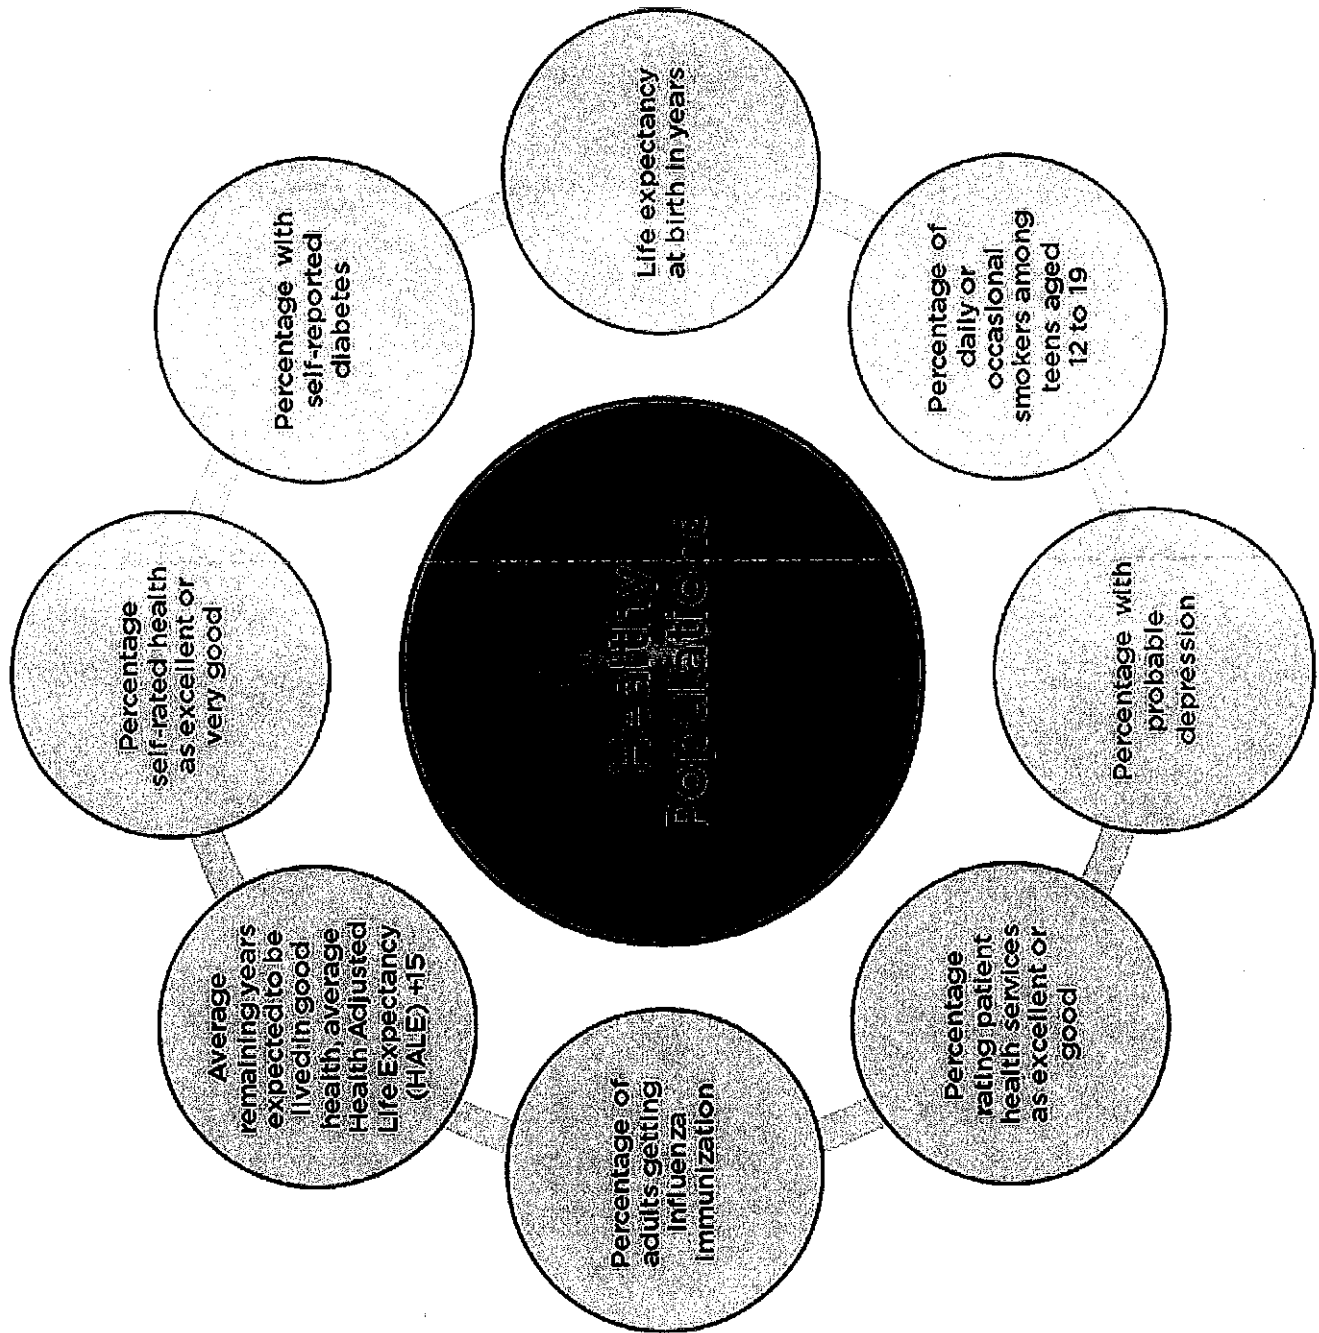 Percentage
self-rated health
as excellent or
very good
Percentage with
self-reported
diabetes
Life expectancy
at birth in years
Percentage of
daily or
occasional
smokers among
teens aged
12 to 19
Percentage with
probable
depression
Percentage
rating patient
health services
as excellent or
good
Percentage of
adults getting
Influenza
Immunization
Average
remaining years
expected to be
lived in good
health, average
Health Adjusted
Life Expectancy
(HALE) +15
Healthy
Populations